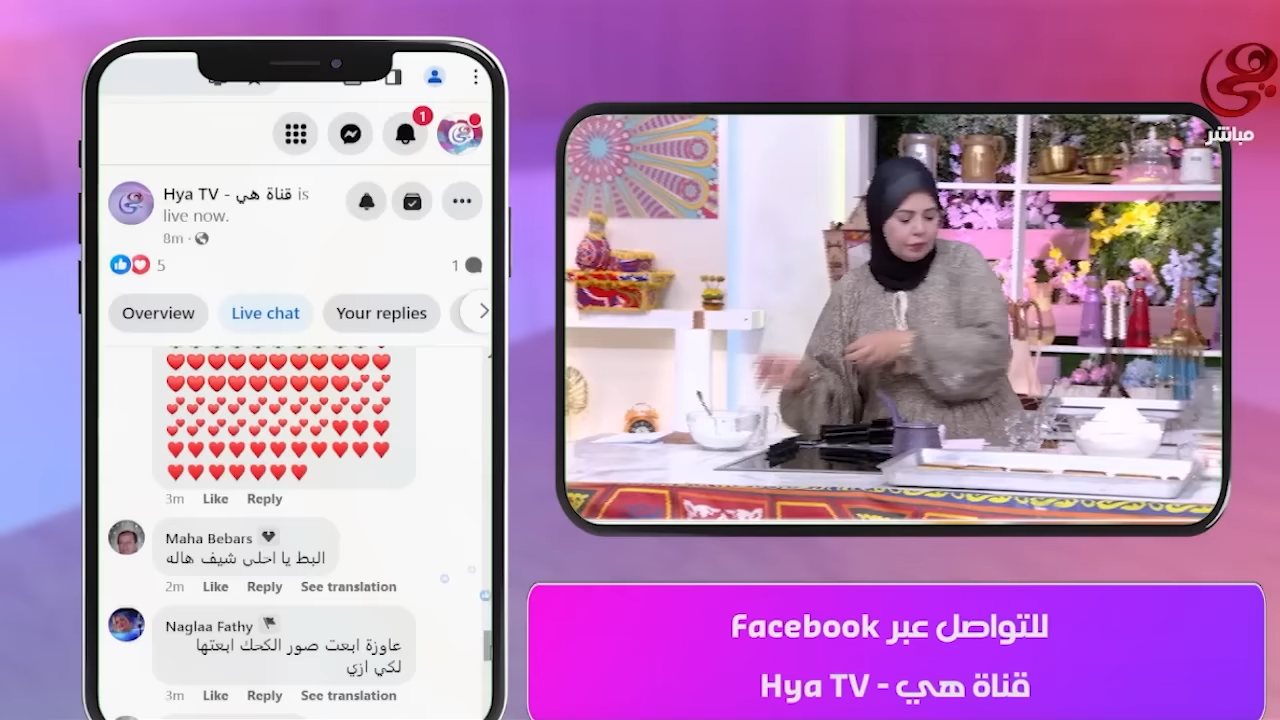 مباشر
1
Hya TV - قناة هي is
live now.
8m
5
1
Overview
Live chat
Your replies
3m Like Reply
Maha Bebars
البط يا احلى شيف هاله
2m Like Reply See translation
Naglaa Fathy
عاوزة ابعت صور الكحك ابعتها
لكي ازي
3m Like Reply See translation
للتواصل عبر Facebook
قناة هي - Hya TV